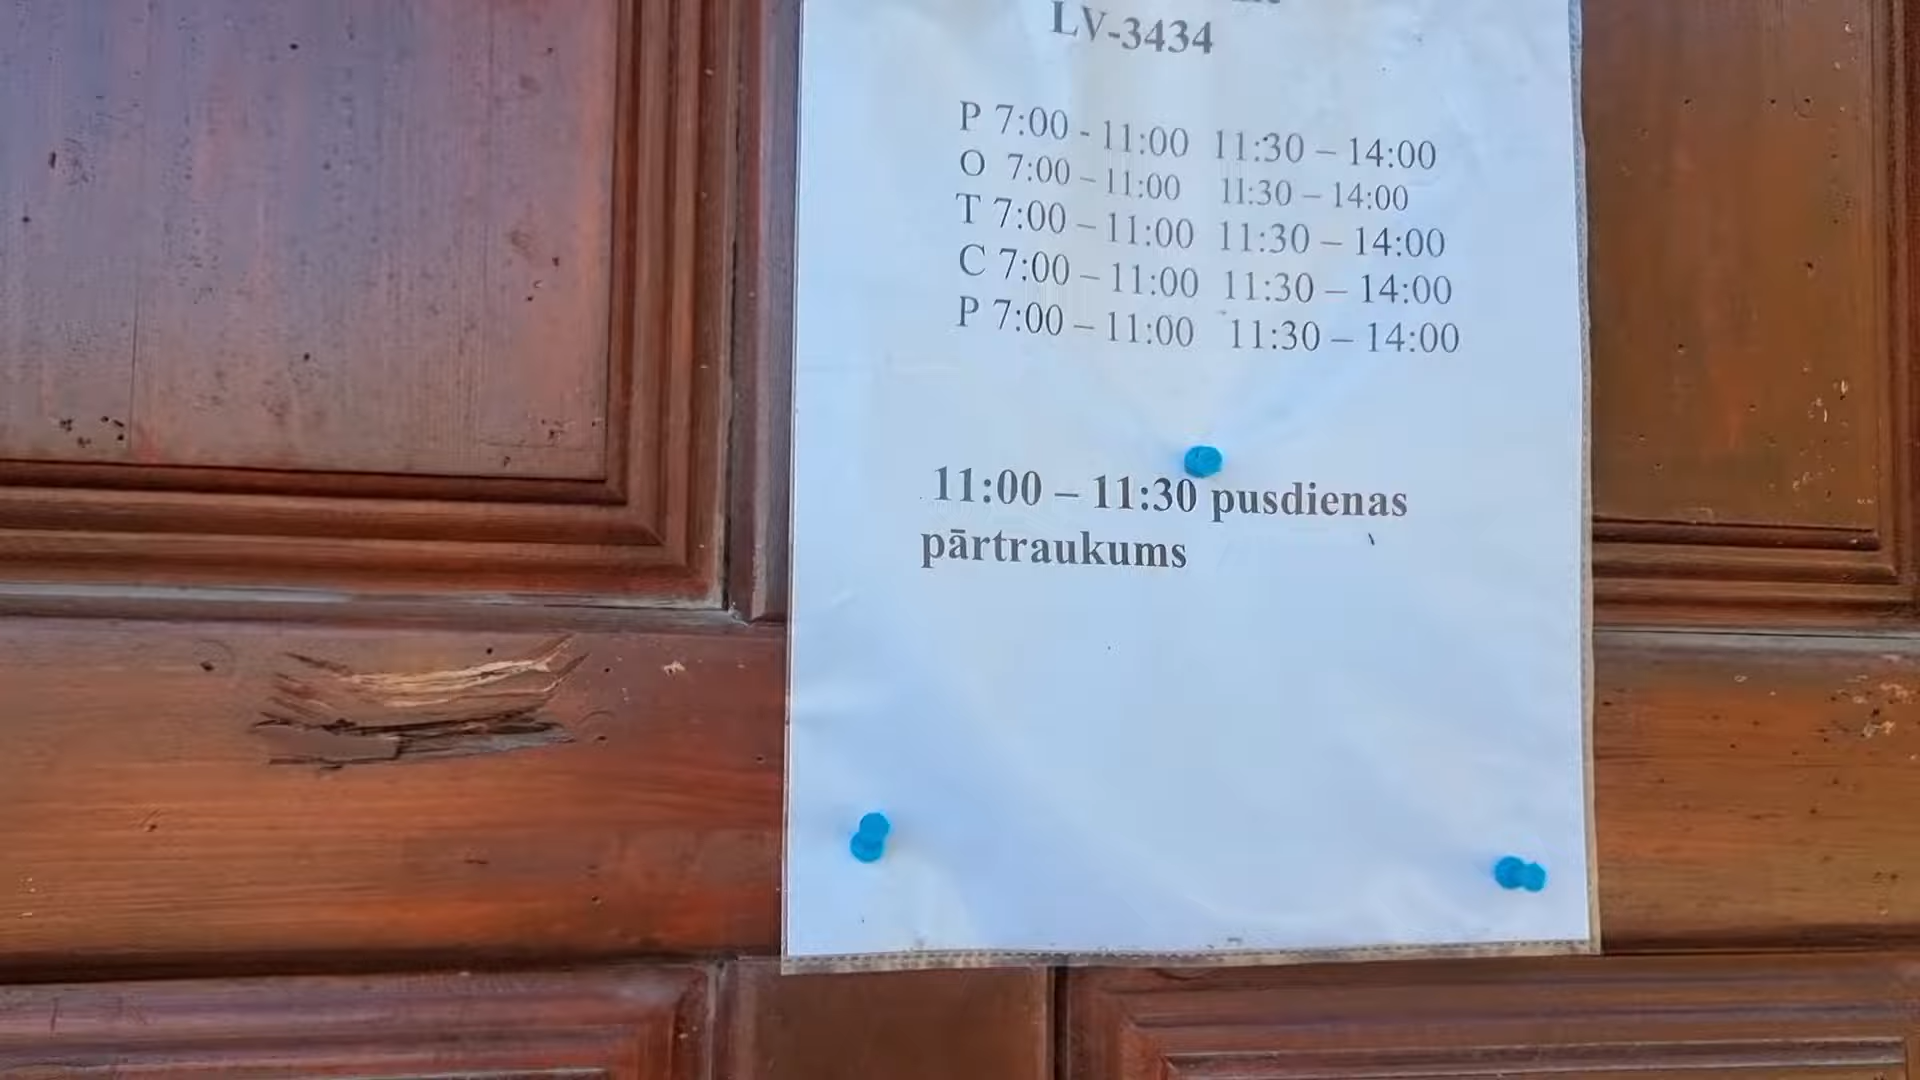 LV-3434
P 7:00 - 11:00 11:30 – 14:00
O 7:00 – 11:00 11:30 – 14:00
T 7:00 – 11:00 11:30 – 14:00
C 7:00 – 11:00 11:30 – 14:00
P 7:00 – 11:00 11:30 – 14:00
11:00 – 11:30 pusdienas
pārtraukums